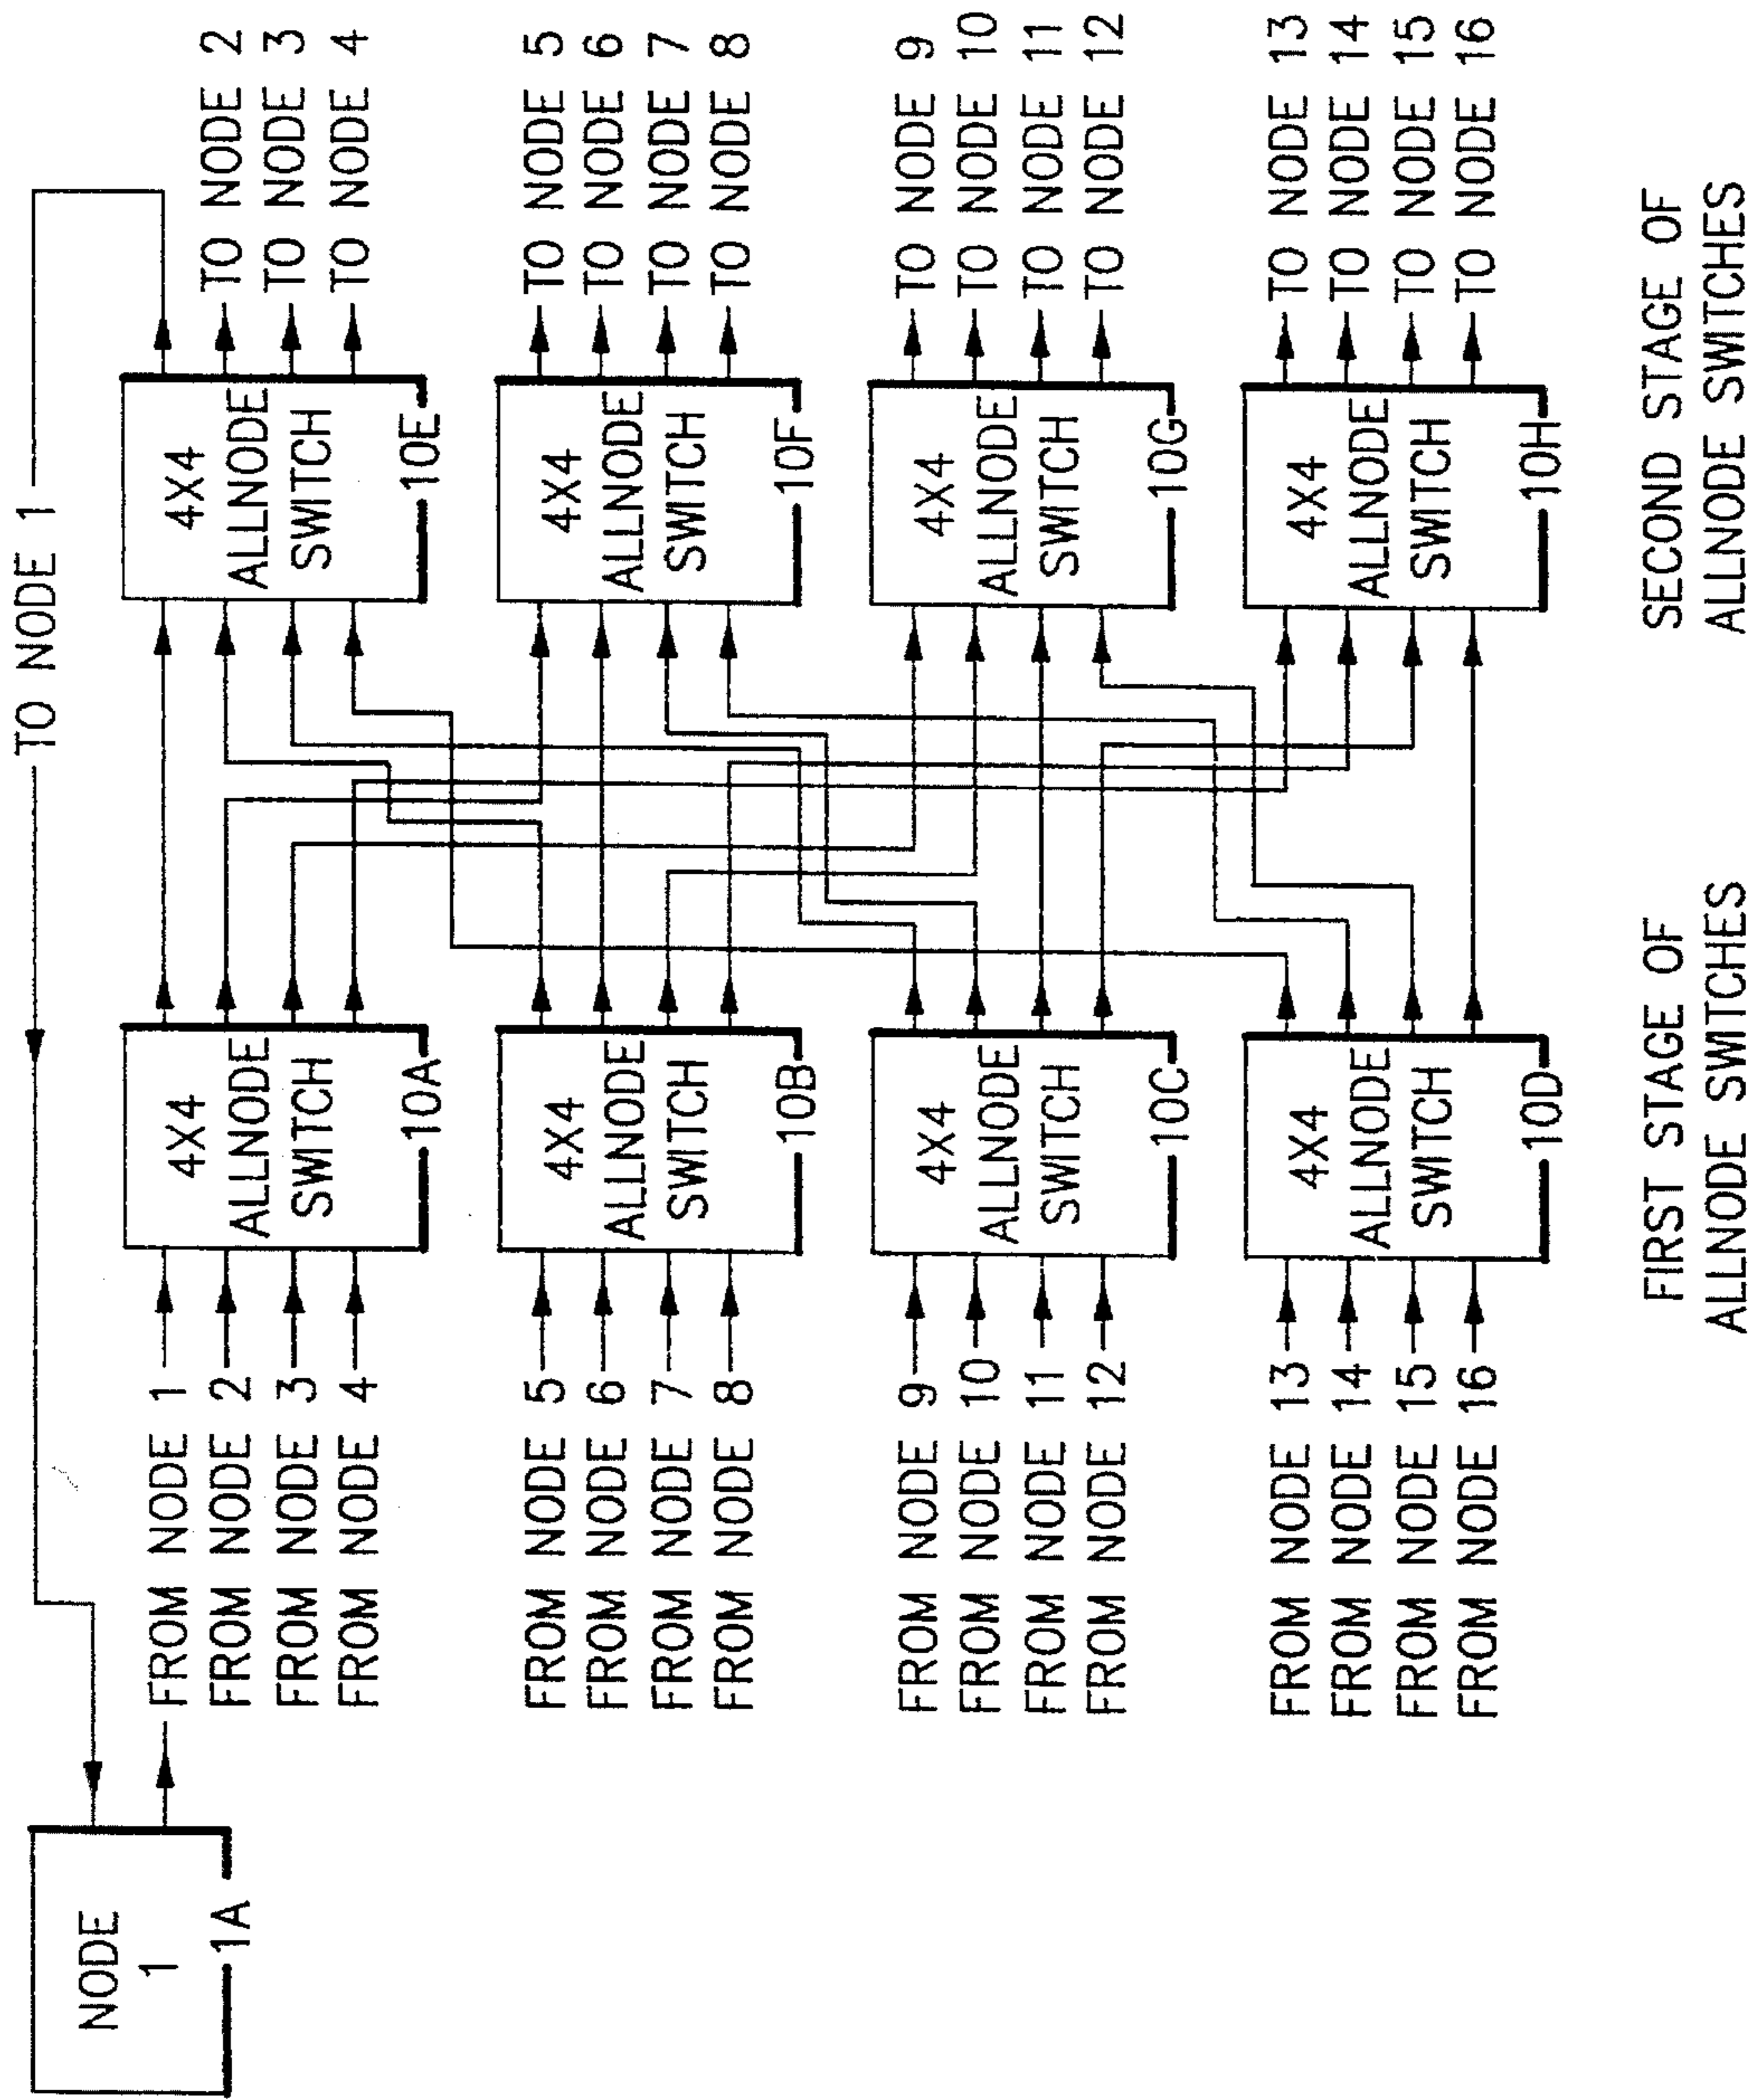 NODE
1
1A
TO NODE 1
FROM NODE 1
FROM NODE 2
FROM NODE 3
FROM NODE 4
4X4
ALLNODE
SWITCH
10A
4X4
ALLNODE
SWITCH
10E
TO NODE 2
TO NODE 3
TO NODE 4
FROM NODE 5
FROM NODE 6
FROM NODE 7
FROM NODE 8
4X4
ALLNODE
SWITCH
10B
4X4
ALLNODE
SWITCH
10F
TO NODE 5
TO NODE 6
TO NODE 7
TO NODE 8
FROM NODE 9
FROM NODE 10
FROM NODE 11
FROM NODE 12
4X4
ALLNODE
SWITCH
10C
4X4
ALLNODE
SWITCH
10G
TO NODE 9
TO NODE 10
TO NODE 11
TO NODE 12
FROM NODE 13
FROM NODE 14
FROM NODE 15
FROM NODE 16
4X4
ALLNODE
SWITCH
10D
4X4
ALLNODE
SWITCH
10H
TO NODE 13
TO NODE 14
TO NODE 15
TO NODE 16
FIRST STAGE OF
ALLNODE SWITCHES
SECOND STAGE OF
ALLNODE SWITCHES